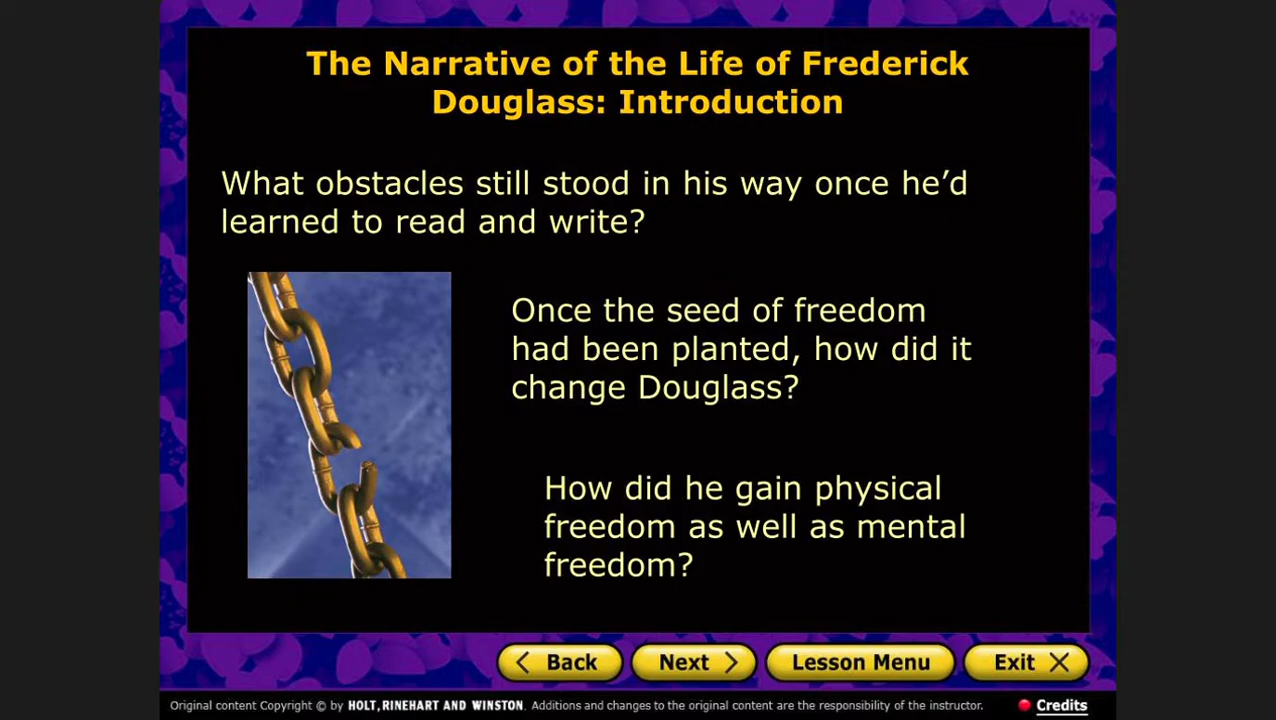 The Narrative of the Life of Frederick
Douglass: Introduction
What obstacles still stood in his way once he’d
learned to read and write?
Once the seed of freedom
had been planted, how did it
change Douglass?
How did he gain physical
freedom as well as mental
freedom?
Back
Next
Lesson Menu
Exit
Original content Copyright © by HOLT, RINEHART AND WINSTON. Additions and changes to the original content are the responsibility of the instructor.
Credits